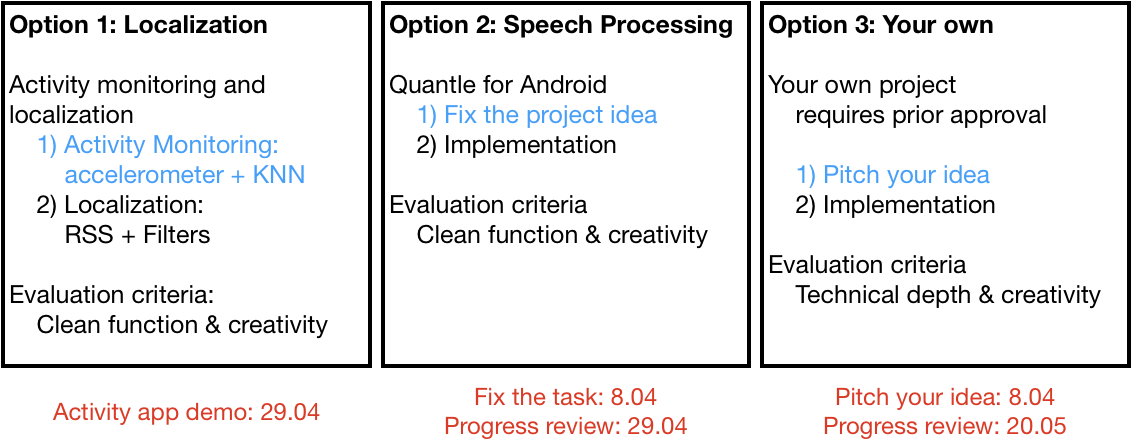 Option 1: Localization
Activity monitoring and
localization
1) Activity Monitoring:
accelerometer + KNN
2) Localization:
RSS + Filters
Evaluation criteria:
Clean function & creativity
Activity app demo: 29.04
Option 2: Speech Processing
Quantle for Android
1) Fix the project idea
2) Implementation
Evaluation criteria
Clean function & creativity
Fix the task: 8.04
Progress review: 29.04
Option 3: Your own
Your own project
requires prior approval
1) Pitch your idea
2) Implementation
Evaluation criteria
Technical depth & creativity
Pitch your idea: 8.04
Progress review: 20.05